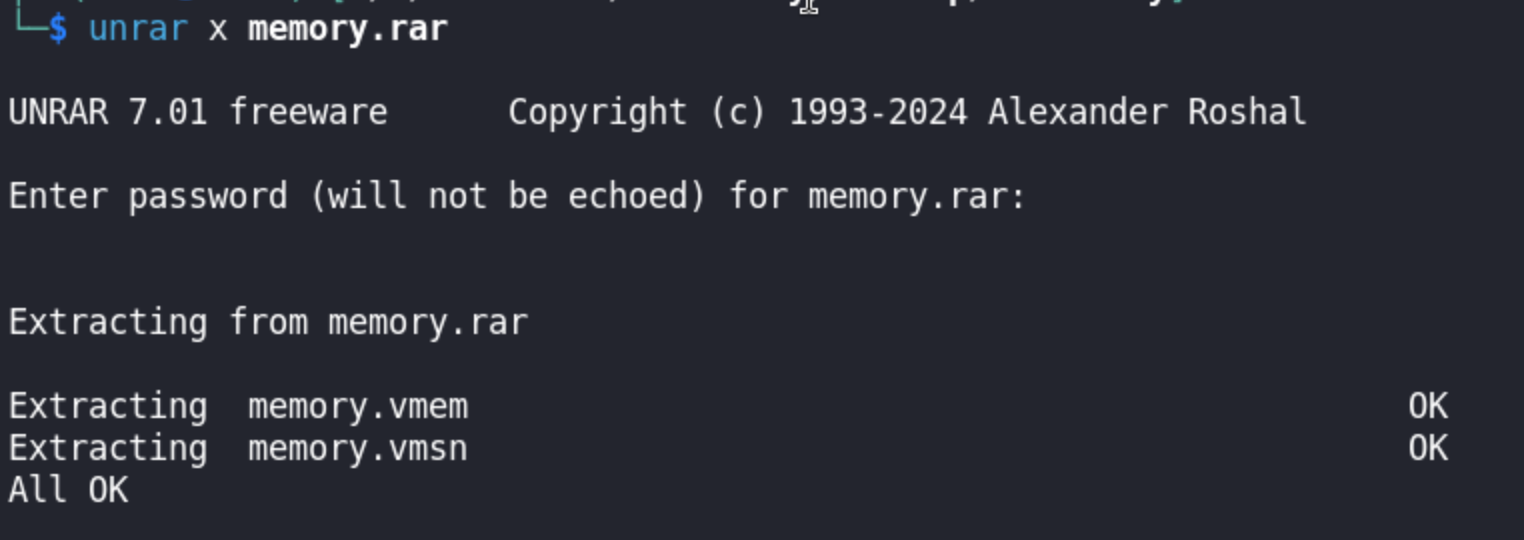 └─$ unrar x memory.rar
UNRAR 7.01 freeware      Copyright (c) 1993-2024 Alexander Roshal
Enter password (will not be echoed) for memory.rar:
Extracting from memory.rar
Extracting  memory.vmem                                               OK
Extracting  memory.vmsn                                               OK
All OK